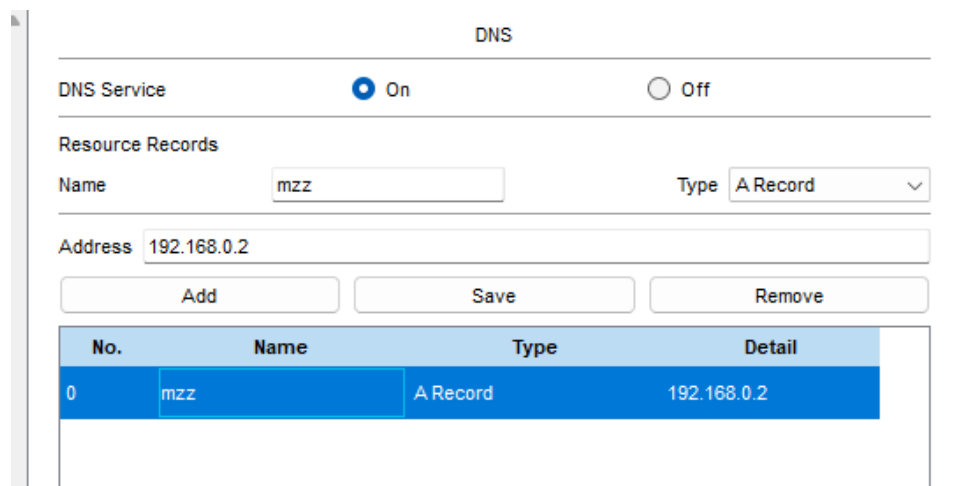 DNS
DNS Service On Off
Resource Records
Name mzz Type A Record
Address 192.168.0.2
Add Save Remove
No. Name Type Detail
0 mzz A Record 192.168.0.2